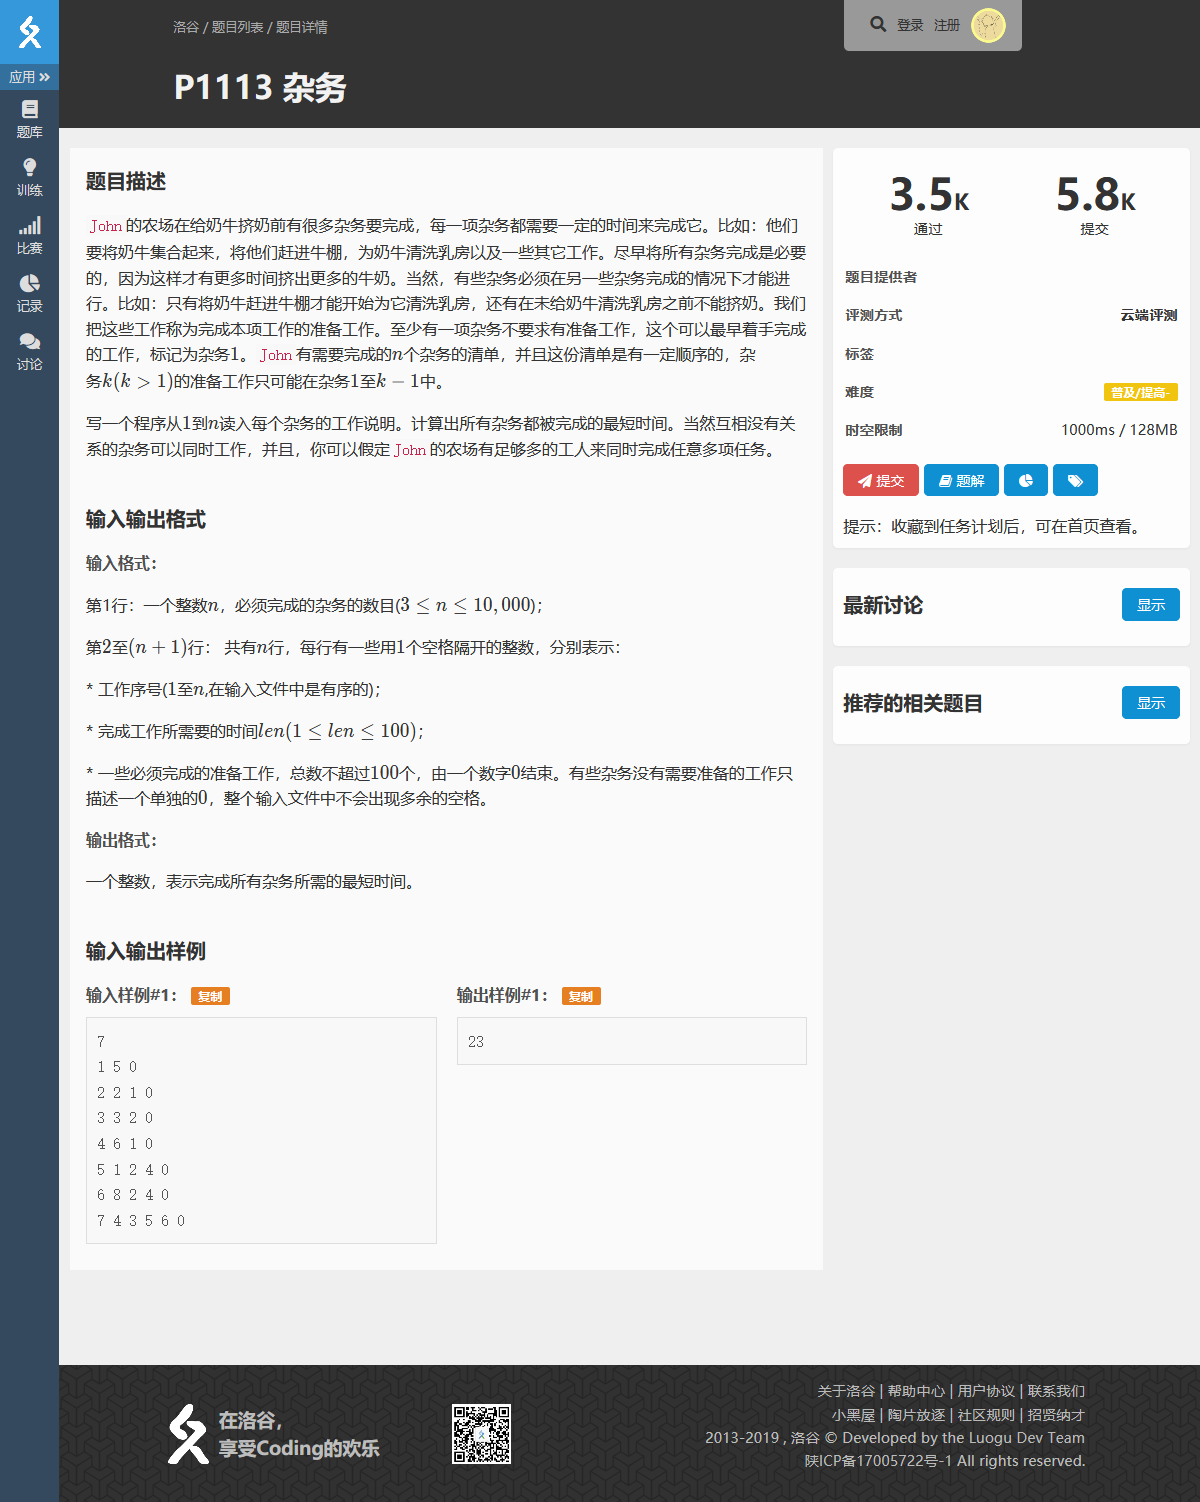 洛谷 / 题目列表 / 题目详情
登录 注册
P1113 杂务
应用
题库
训练
比赛
记录
讨论
题目描述
John 的农场在给奶牛挤奶前有很多杂务要完成，每一项杂务都需要一定的时间来完成它。比如：他们
要将奶牛集合起来，将他们赶进牛棚，为奶牛清洗乳房以及一些其它工作。尽早将所有杂务完成是必要
的，因为这样才有更多时间挤出更多的牛奶。当然，有些杂务必须在另一些杂务完成的情况下才能进
行。比如：只有将奶牛赶进牛棚才能开始为它清洗乳房，还有在未给奶牛清洗乳房之前不能挤奶。我们
把这些工作称为完成本项工作的准备工作。至少有一项杂务不要求有准备工作，这个可以最早着手完成
的工作，标记为杂务1。 John 有需要完成的n个杂务的清单，并且这份清单是有一定顺序的，杂
务k(k > 1)的准备工作只可能在杂务1至k − 1中。
写一个程序从1到n读入每个杂务的工作说明。计算出所有杂务都被完成的最短时间。当然互相没有关
系的杂务可以同时工作，并且，你可以假定 John 的农场有足够多的工人来同时完成任意多项任务。
输入输出格式
输入格式：
第1行：一个整数n，必须完成的杂务的数目(3 ≤ n ≤ 10,000)；
第2至(n + 1)行： 共有n行，每行有一些用1个空格隔开的整数，分别表示：
* 工作序号(1至n,在输入文件中是有序的)；
* 完成工作所需要的时间len(1 ≤ len ≤ 100)；
* 一些必须完成的准备工作，总数不超过100个，由一个数字0结束。有些杂务没有需要准备的工作只
描述一个单独的0，整个输入文件中不会出现多余的空格。
输出格式：
一个整数，表示完成所有杂务所需的最短时间。
输入输出样例
输入样例#1： 复制
7
1 5 0
2 2 1 0
3 3 2 0
4 6 1 0
5 1 2 4 0
6 8 2 4 0
7 4 3 5 6 0
输出样例#1： 复制
23
3.5K
通过
5.8K
提交
题目提供者
评测方式 云端评测
标签
难度 普及/提高-
时空限制 1000ms / 128MB
提交 题解
提示：收藏到任务计划后，可在首页查看。
最新讨论 显示
推荐的相关题目 显示
在洛谷，
享受Coding的欢乐
关于洛谷 | 帮助中心 | 用户协议 | 联系我们
小黑屋 | 陶片放逐 | 社区规则 | 招贤纳才
2013-2019 , 洛谷 © Developed by the Luogu Dev Team
陕ICP备17005722号-1 All rights reserved.